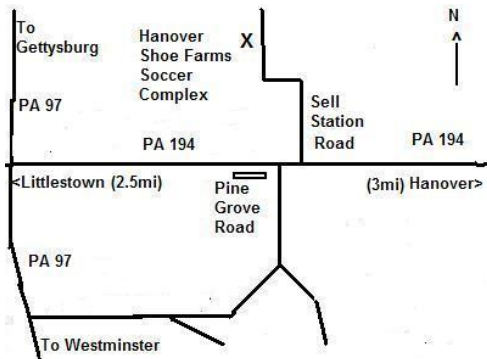 To
Gettysburg
Hanover
Shoe Farms
Soccer
Complex
X
N
PA 97
Sell
Station
Road
PA 194
PA 194
<Littlestown (2.5mi)
Pine
Grove
Road
(3mi) Hanover>
PA 97
To Westminster